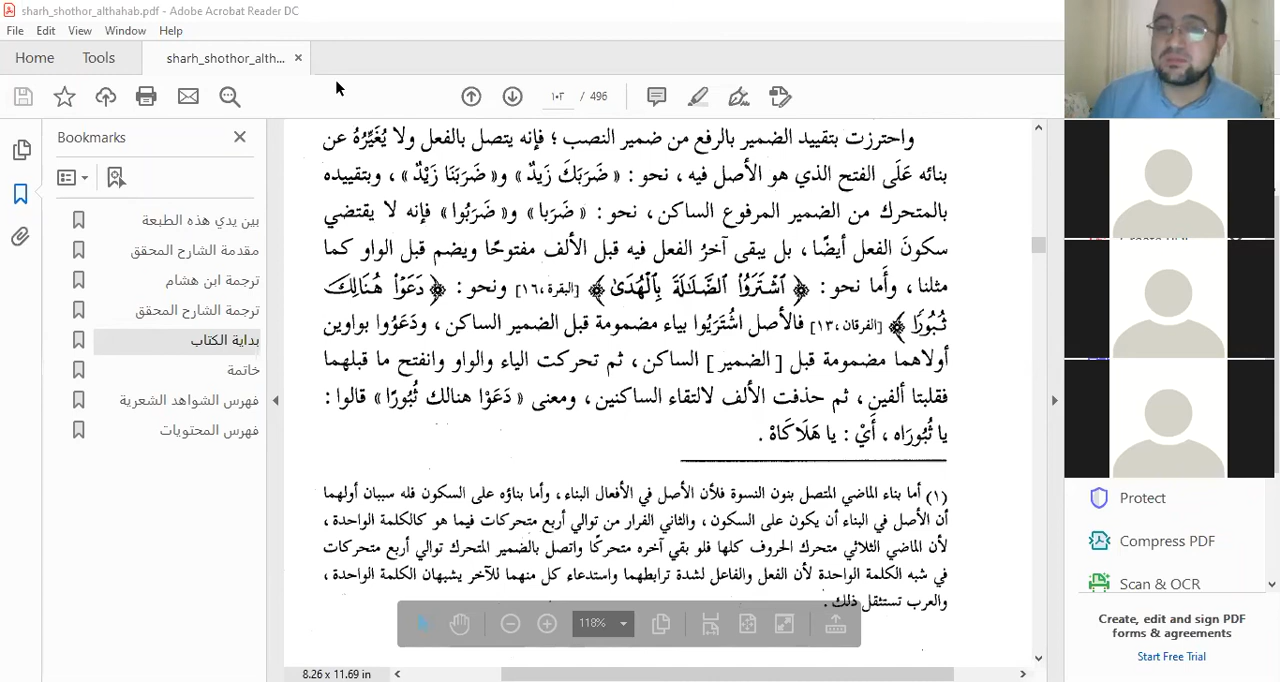 sharh_shothor_althahab.pdf - Adobe Acrobat Reader DC
File Edit View Window Help
Home Tools sharh_shothor_alth... ×
١٠٣ / 496
Bookmarks
بين يدي هذه الطبعة
مقدمة الشارح المحقق
ترجمة ابن هشام
ترجمة الشارح المحقق
بداية الكتاب
خاتمة
فهرس الشواهد الشعرية
فهرس المحتويات
واحترزت بتقييد الضمير بالرفع من ضمير النصب ؛ فإنه يتصل بالفعل ولا يُغَيِّرُهُ عن
بنائه عَلَى الفتح الذي هو الأصل فيه ، نحو : « ضَرَبَكَ زَيدٌ » و« ضَرَبَنَا زَيْدٌ » ، وبتقييده
بالمتحرك من الضمير المرفوع الساكن ، نحو : « ضَرَبا » و« ضَرَبُوا » فإنه لا يقتضي
سكونَ الفعل أيضًا ، بل يبقى آخرُ الفعل فيه قبل الألف مفتوحًا ويضم قبل الواو كما
مثلنا ، وأَما نحو : ﴿ ٱشْتَرَوُا۟ ٱلضَّلَـٰلَةَ بِٱلْهُدَىٰ ﴾ [البقرة ،١٦] ونحو : ﴿ دَعَوْا۟ هُنَالِكَ
ثُبُورًا ﴾ [الفرقان ،١٣] فالأصل اشْتَرَيُوا بياء مضمومة قبل الضمير الساكن ، ودَعَوُوا بواوين
أولاهما مضمومة قبل [ الضمير ] الساكن ، ثم تحركت الياء والواو وانفتح ما قبلهما
فقلبتا ألفين ، ثم حذفت الألف لالتقاء الساكنين ، ومعنى « دَعَوْا هنالك ثُبُورًا » قالوا :
يا ثُبُورَاه ، أَيْ : يا هَلَاكَاهْ .
(١) أما بناء الماضي المتصل بنون النسوة فلأن الأصل في الأفعال البناء ، وأما بناؤه على السكون فله سببان أولهما
أن الأصل في البناء أن يكون على السكون ، والثاني الفرار من توالي أربع متحركات فيما هو كالكلمة الواحدة ،
لأن الماضي الثلاثي متحرك الحروف كلها فلو بقي آخره متحركًا واتصل بالضمير المتحرك توالي أربع متحركات
في شبه الكلمة الواحدة لأن الفعل والفاعل لشدة ترابطهما واستدعاء كل منهما للآخر يشبهان الكلمة الواحدة ،
والعرب تستثقل ذلك .
118%
8.26 x 11.69 in
Protect
Compress PDF
Scan & OCR
Create, edit and sign PDF
forms & agreements
Start Free Trial